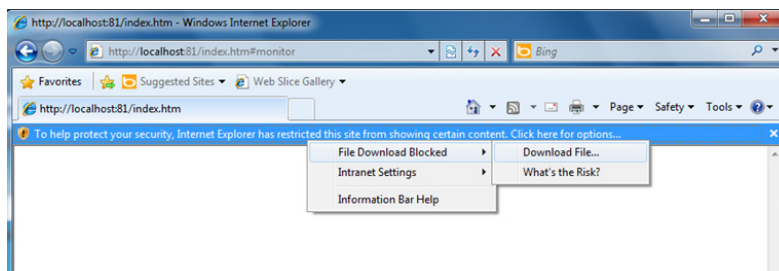 http://localhost:81/index.htm - Windows Internet Explorer
http://localhost:81/index.htm#monitor
Bing
Favorites Suggested Sites Web Slice Gallery
http://localhost:81/index.htm
Page Safety Tools
To help protect your security, Internet Explorer has restricted this site from showing certain content. Click here for options...
File Download Blocked
Intranet Settings
Information Bar Help
Download File...
What's the Risk?